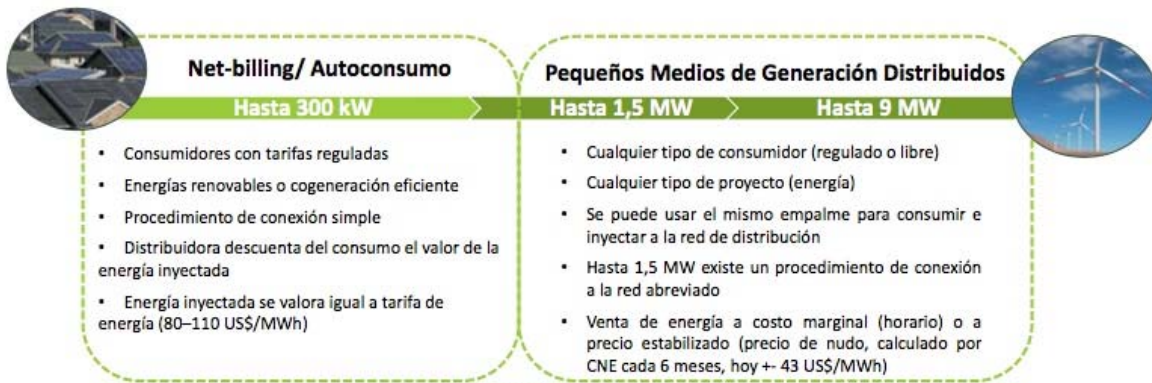 Net-billing/ Autoconsumo
Hasta 300 kW
• Consumidores con tarifas reguladas
• Energías renovables o cogeneración eficiente
• Procedimiento de conexión simple
• Distribuidora descuenta del consumo el valor de la
energía inyectada
• Energía inyectada se valora igual a tarifa de
energía (80–110 US$/MWh)
Pequeños Medios de Generación Distribuidos
Hasta 1,5 MW
Hasta 9 MW
• Cualquier tipo de consumidor (regulado o libre)
• Cualquier tipo de proyecto (energía)
• Se puede usar el mismo empalme para consumir e
inyectar a la red de distribución
• Hasta 1,5 MW existe un procedimiento de conexión
a la red abreviado
• Venta de energía a costo marginal (horario) o a
precio estabilizado (precio de nudo, calculado por
CNE cada 6 meses, hoy +- 43 US$/MWh)